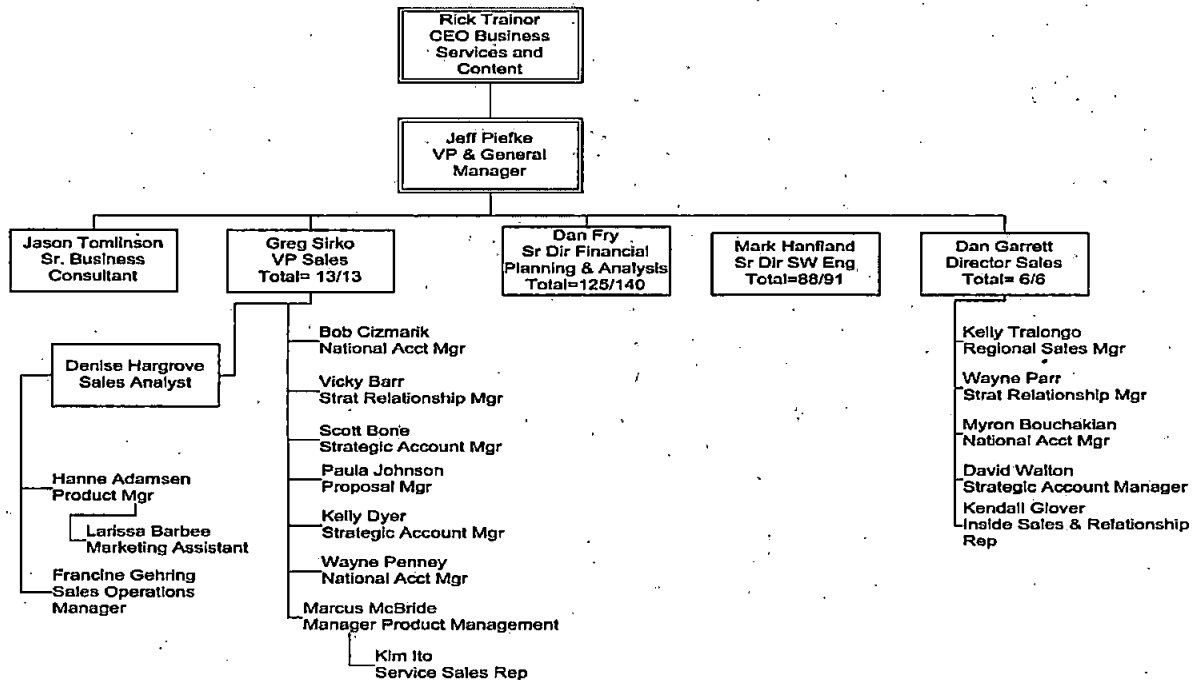 Rick Trainor
CEO Business
Services and
Content
Jeff Piefke
VP & General
Manager
Jason Tomlinson
Sr. Business
Consultant
Greg Sirko
VP Sales
Total= 13/13
Dan Fry
Sr Dir Financial
Planning & Analysis
Total=125/140
Mark Hanfland
Sr Dir SW Eng
Total=88/91
Dan Garrett
Director Sales
Total= 6/6
Denise Hargrove
Sales Analyst
Hanne Adamsen
Product Mgr
Larissa Barbee
Marketing Assistant
Francine Gehring
Sales Operations
Manager
Bob Cizmarik
National Acct Mgr
Vicky Barr
Strat Relationship Mgr
Scott Bone
Strategic Account Mgr
Paula Johnson
Proposal Mgr
Kelly Dyer
Strategic Account Mgr
Wayne Penney
National Acct Mgr
Marcus McBride
Manager Product Management
Kim Ito
Service Sales Rep
Kelly Tralongo
Regional Sales Mgr
Wayne Parr
Strat Relationship Mgr
Myron Bouchakian
National Acct Mgr
David Walton
Strategic Account Manager
Kendall Glover
Inside Sales & Relationship
Rep